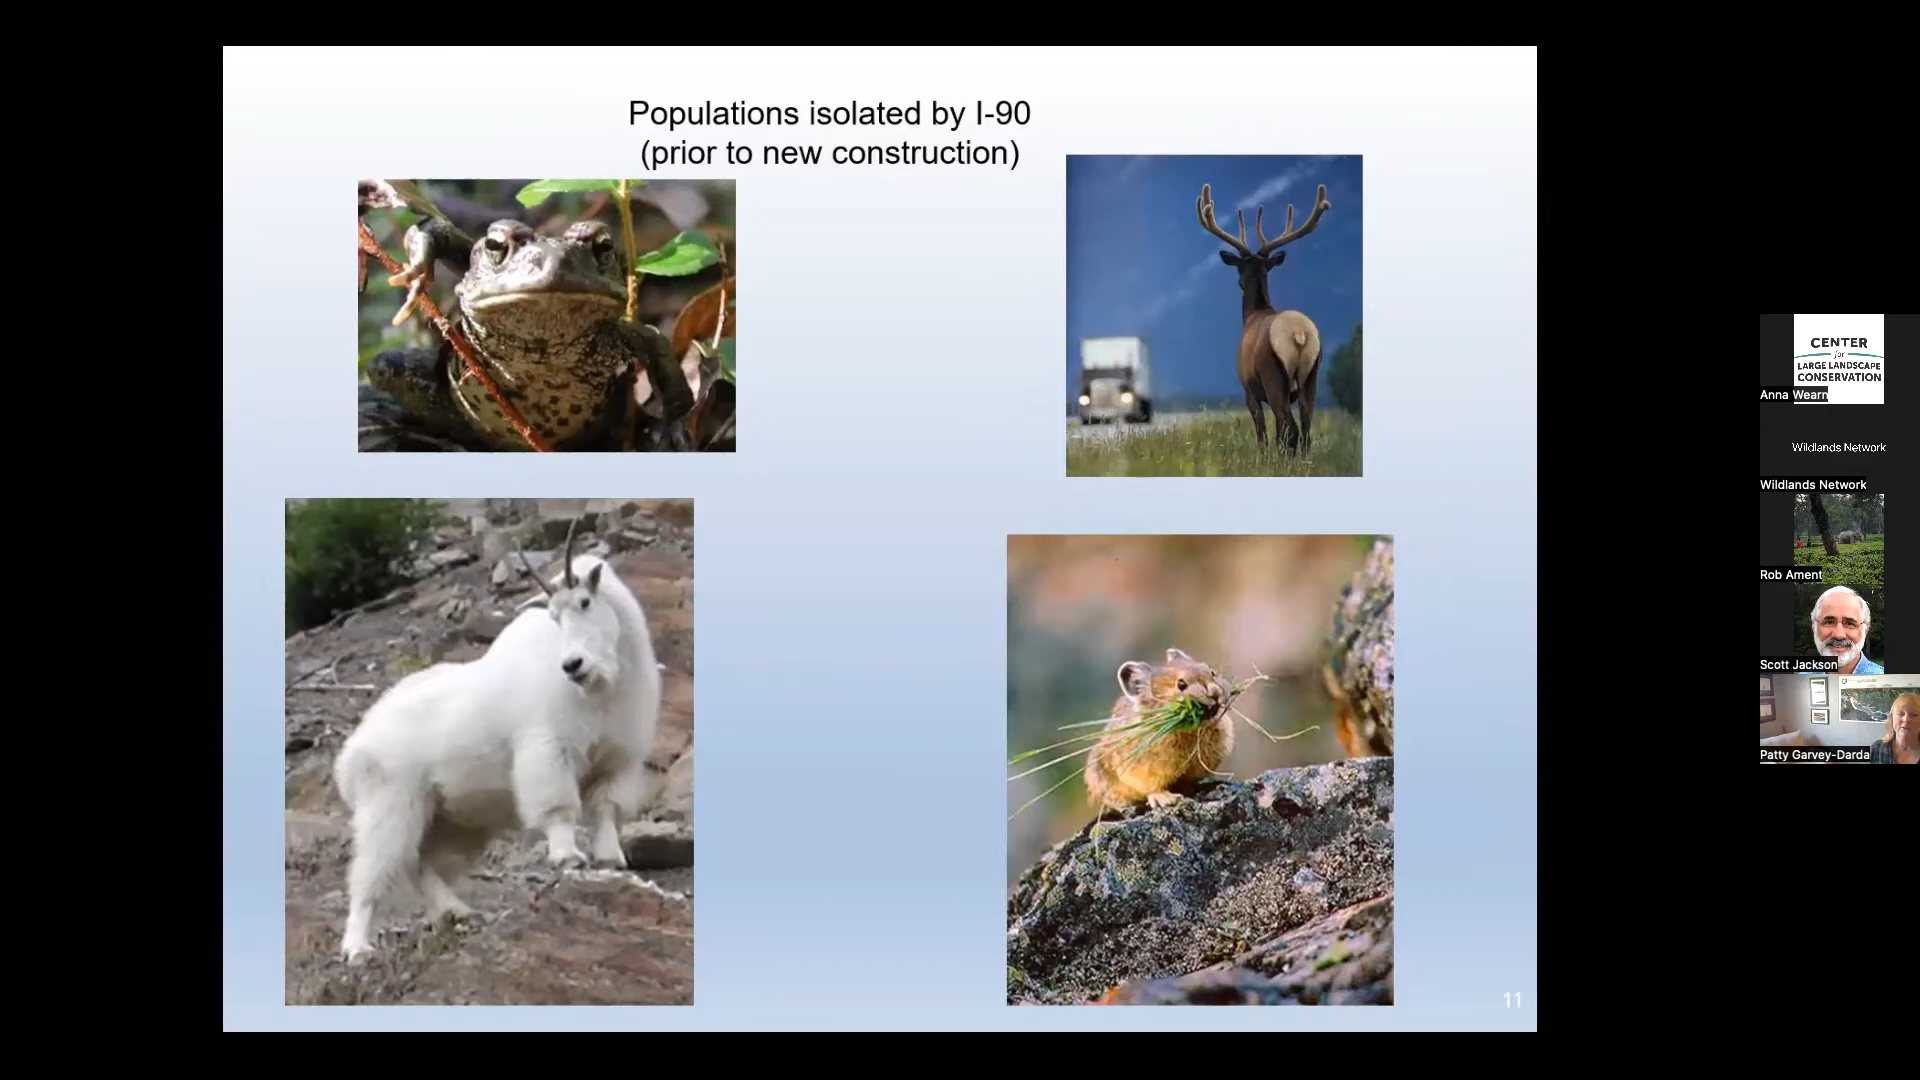 Populations isolated by I-90
(prior to new construction)
11
CENTER
for
LARGE LANDSCAPE
CONSERVATION
Anna Wearn
Wildlands Network
Wildlands Network
Rob Ament
Scott Jackson
Patty Garvey-Darda